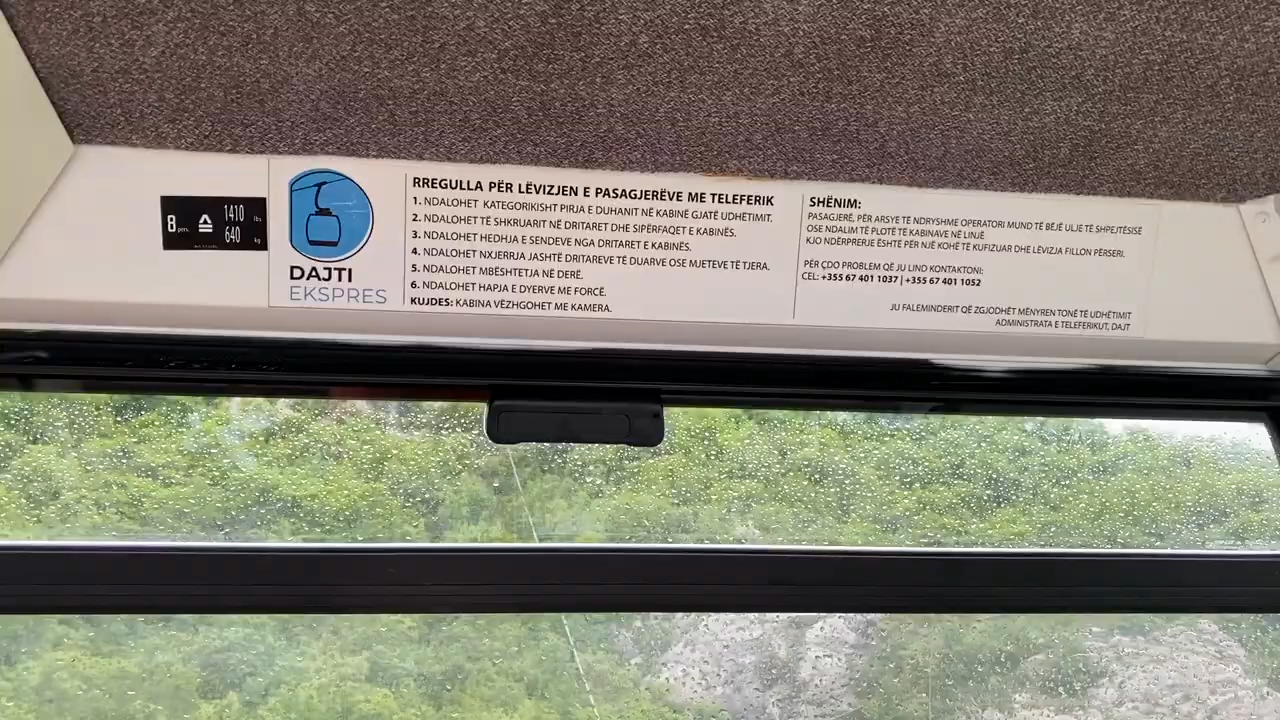 8 pers. ≙ 1410 lbs
640 kg
DAJTI
EKSPRES
RREGULLA PËR LËVIZJEN E PASAGJERËVE ME TELEFERIK
1. NDALOHET KATEGORIKISHT PIRJA E DUHANIT NË KABINË GJATË UDHËTIMIT.
2. NDALOHET TË SHKRUARIT NË DRITARET DHE SIPËRFAQET E KABINËS.
3. NDALOHET HEDHJA E SENDEVE NGA DRITARET E KABINËS.
4. NDALOHET NXJERRJA JASHTË DRITAREVE TË DUARVE OSE MJETEVE TË TJERA.
5. NDALOHET MBËSHTETJA NË DERË.
6. NDALOHET HAPJA E DYERVE ME FORCË.
KUJDES: KABINA VËZHGOHET ME KAMERA.
SHËNIM:
PASAGJERË, PËR ARSYE TË NDRYSHME OPERATORI MUND TË BËJË ULJE TË SHPEJTËSISË
OSE NDALIM TË PLOTË TË KABINAVE NË LINJË
KJO NDËRPRERJE ËSHTË PËR NJË KOHË TË KUFIZUAR DHE LËVIZJA FILLON PËRSËRI.
PËR ÇDO PROBLEM QË JU LIND KONTAKTONI:
CEL: +355 67 401 1037 | +355 67 401 1052
JU FALEMINDERIT QË ZGJODHËT MËNYREN TONË TË UDHËTIMIT
ADMINISTRATA E TELEFERIKUT, DAJT